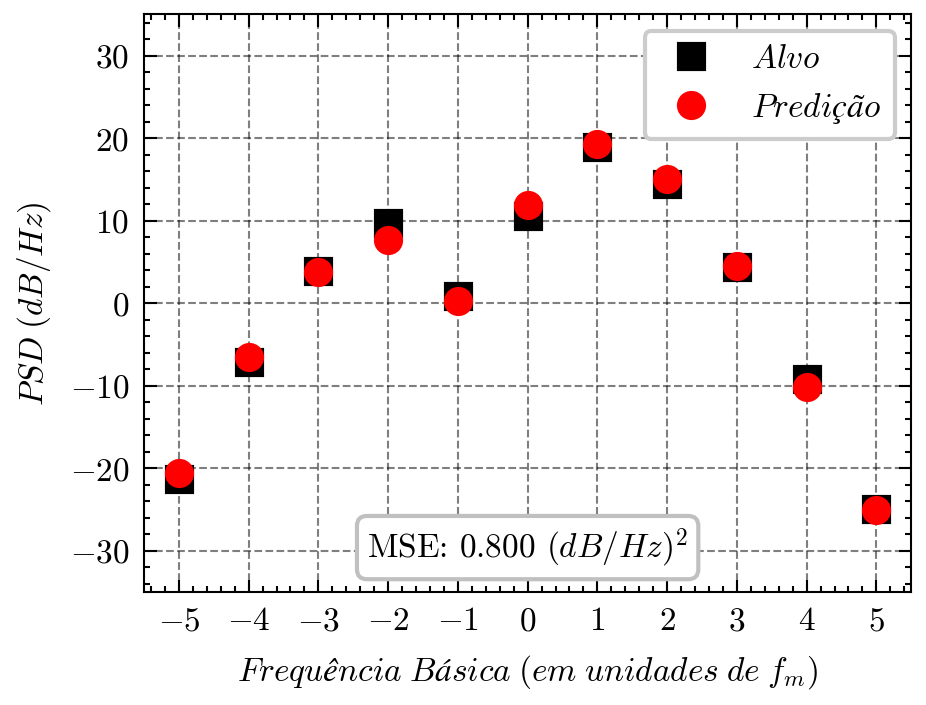 30
20
10
0
−10
−20
−30
PSD (dB/Hz)
Alvo
Predição
MSE: 0.800 (dB/Hz)²
−5 −4 −3 −2 −1 0 1 2 3 4 5
Frequência Básica (em unidades de fₘ)